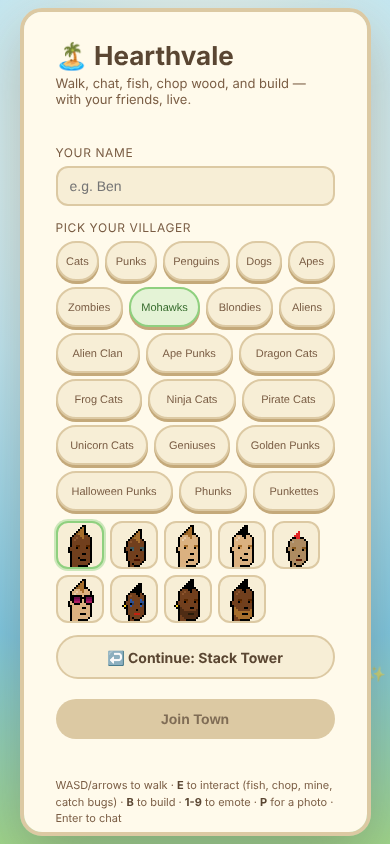 🏝️ Hearthvale
Walk, chat, fish, chop wood, and build —
with your friends, live.
YOUR NAME
e.g. Ben
PICK YOUR VILLAGER
Cats Punks Penguins Dogs Apes
Zombies Mohawks Blondies Aliens
Alien Clan Ape Punks Dragon Cats
Frog Cats Ninja Cats Pirate Cats
Unicorn Cats Geniuses Golden Punks
Halloween Punks Phunks Punkettes
↩️ Continue: Stack Tower
Join Town
WASD/arrows to walk · E to interact (fish, chop, mine,
catch bugs) · B to build · 1-9 to emote · P for a photo ·
Enter to chat